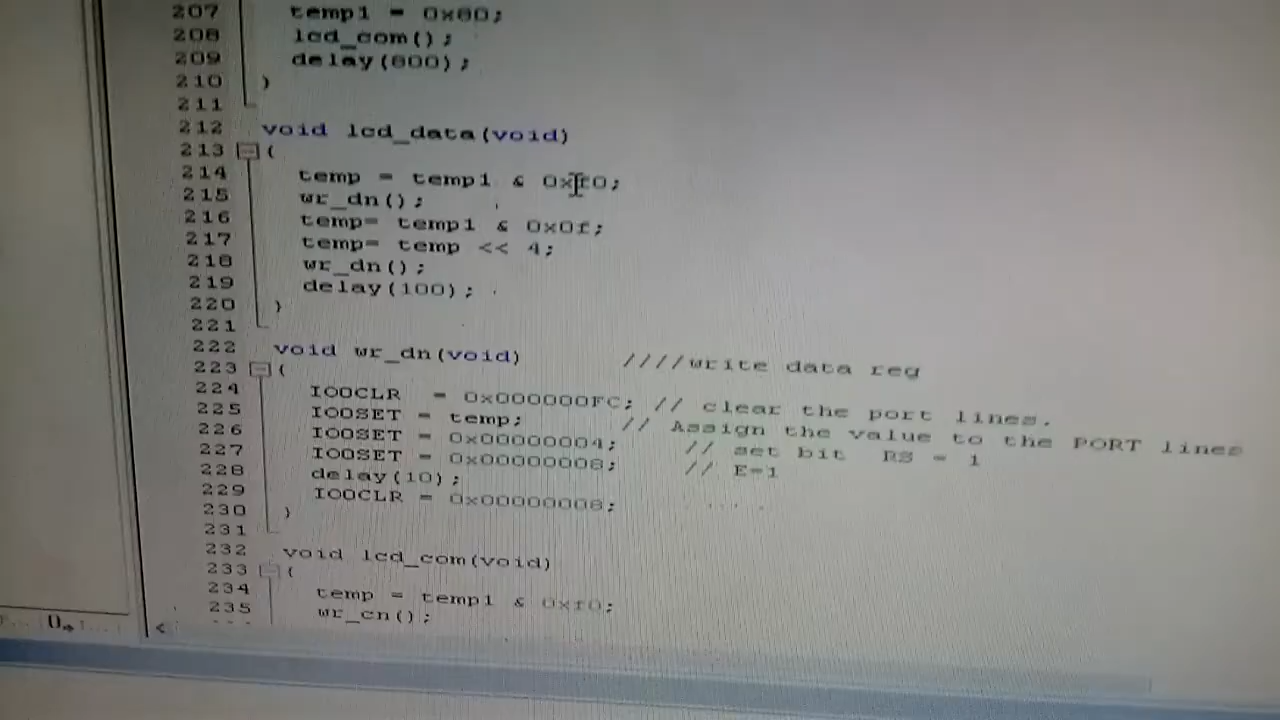 207 temp1 = 0x80;
208 lcd_com();
209 delay(800);
210 }
211
212 void lcd_data(void)
213 {
214 temp = temp1 & 0xf0;
215 wr_dn();
216 temp= temp1 & 0x0f;
217 temp= temp << 4;
218 wr_dn();
219 delay(100);
220 }
221
222 void wr_dn(void) ////write data reg
223 {
224 IO0CLR = 0x000000FC; // clear the port lines.
225 IO0SET = temp; // Assign the value to the PORT lines
226 IO0SET = 0x00000004; // set bit RS = 1
227 IO0SET = 0x00000008; // E=1
228 delay(10);
229 IO0CLR = 0x00000008;
230 }
231
232 void lcd_com(void)
233 {
234 temp = temp1 & 0xf0;
235 wr_cn();